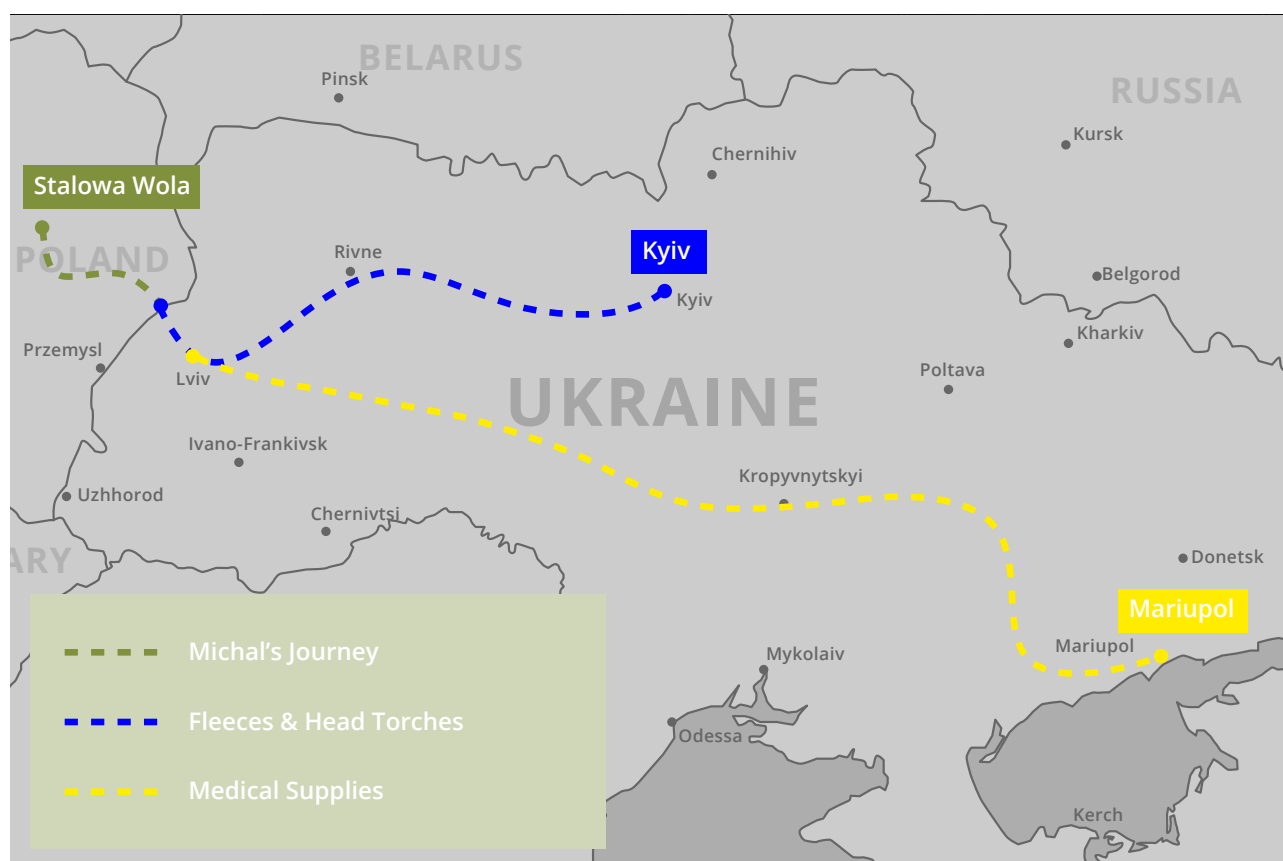 BELARUS
Pinsk
RUSSIA
Kursk
Chernihiv
Stalowa Wola
POLAND
Rivne
Kyiv
Kyiv
Belgorod
Kharkiv
Przemysl
Lviv
Poltava
UKRAINE
Ivano-Frankivsk
Kropyvnytskyi
Uzhhorod
Chernivtsi
ARY
Donetsk
Mariupol
Mariupol
Michal’s Journey
Mykolaiv
Fleeces & Head Torches
Odessa
Medical Supplies
Kerch